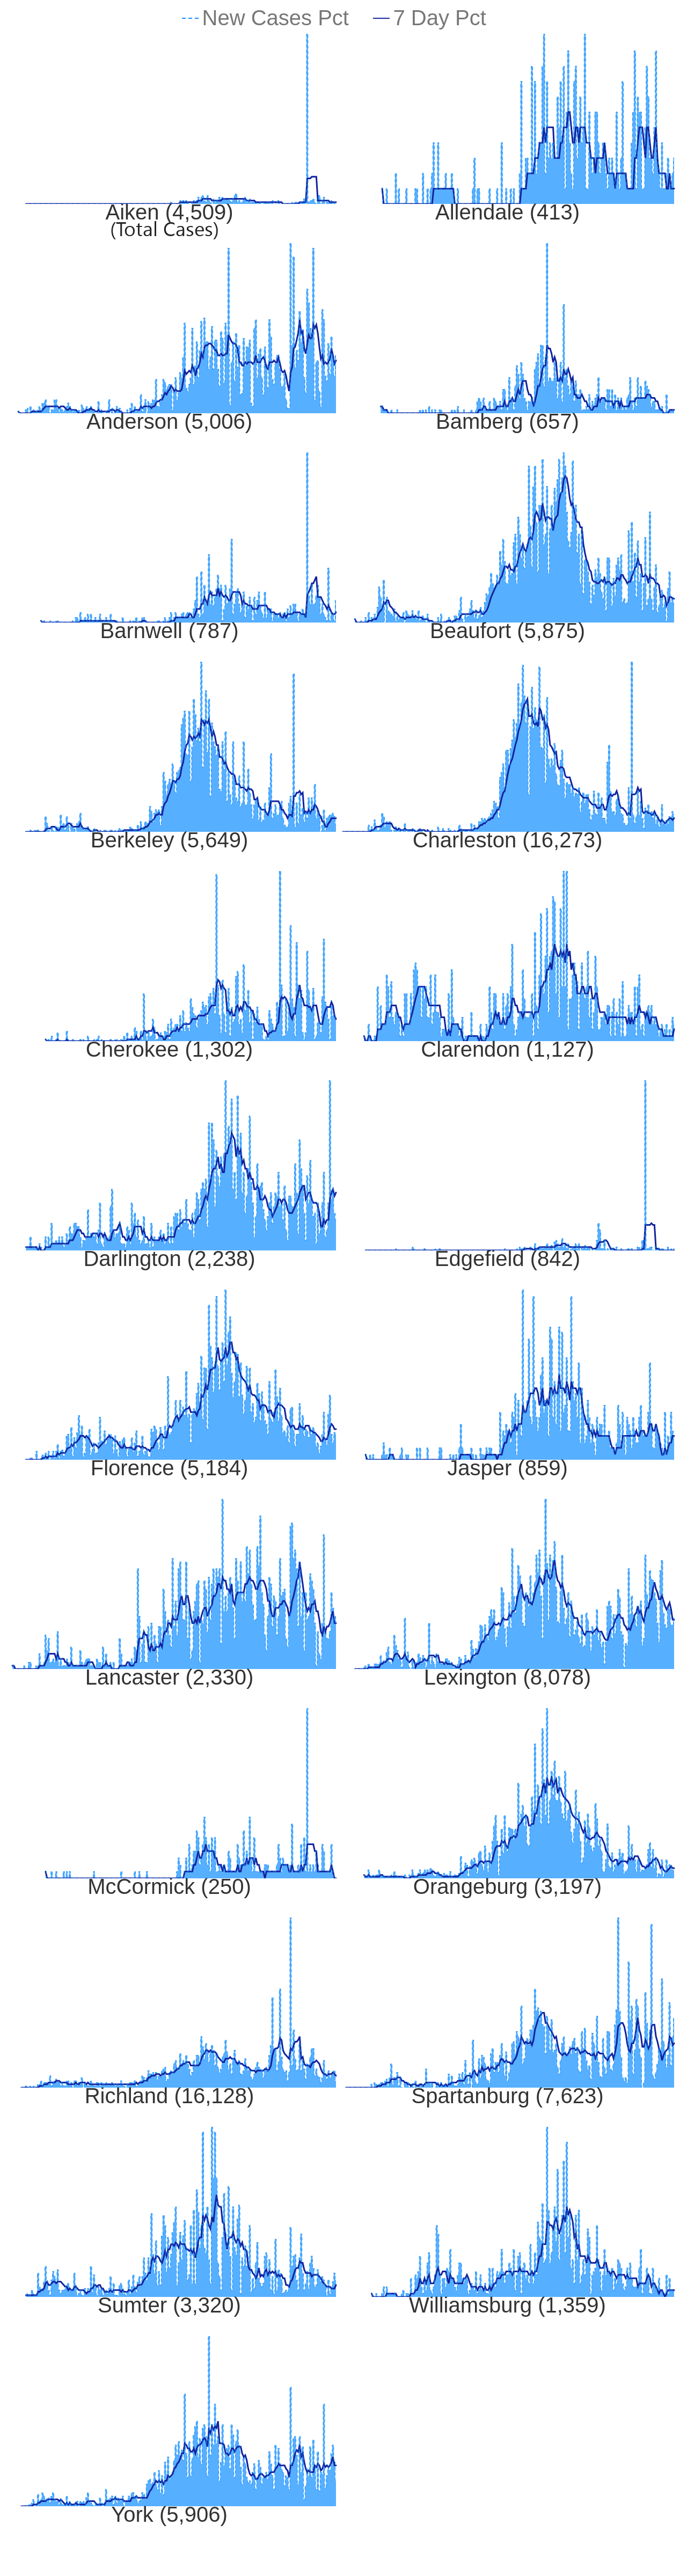 New Cases Pct 7 Day Pct
Aiken (4,509) Allendale (413)
(Total Cases)
Anderson (5,006) Bamberg (657)
Barnwell (787) Beaufort (5,875)
Berkeley (5,649) Charleston (16,273)
Cherokee (1,302) Clarendon (1,127)
Darlington (2,238) Edgefield (842)
Florence (5,184) Jasper (859)
Lancaster (2,330) Lexington (8,078)
McCormick (250) Orangeburg (3,197)
Richland (16,128) Spartanburg (7,623)
Sumter (3,320) Williamsburg (1,359)
York (5,906)